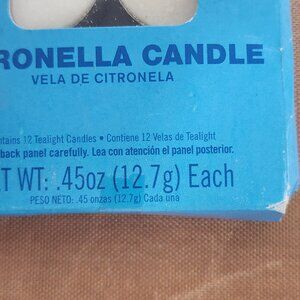 RONELLA CANDLE
VELA DE CITRONELA
tains 12 Tealight Candles • Contiene 12 Velas de Tealight
back panel carefully. Lea con atención el panel posterior.
T WT: .45oz (12.7g) Each
PESO NETO: .45 onzas (12.7g) Cada una